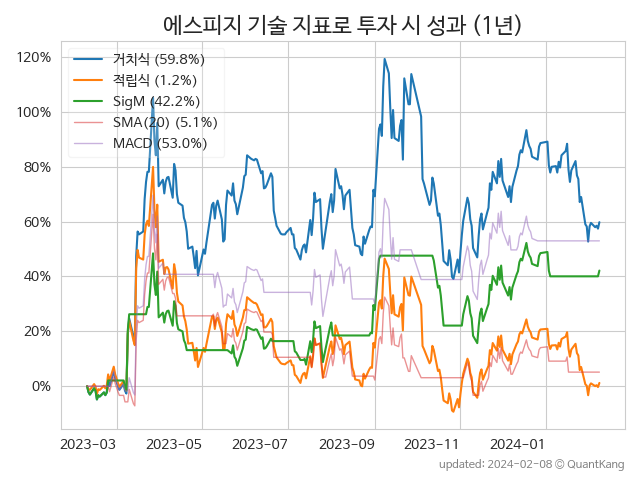 에스피지 기술 지표로 투자 시 성과 (1년)
120%
100%
80%
60%
40%
20%
0%
거치식 (59.8%)
적립식 (1.2%)
SigM (42.2%)
SMA(20) (5.1%)
MACD (53.0%)
2023-03 2023-05 2023-07 2023-09 2023-11 2024-01
updated: 2024-02-08 © QuantKang